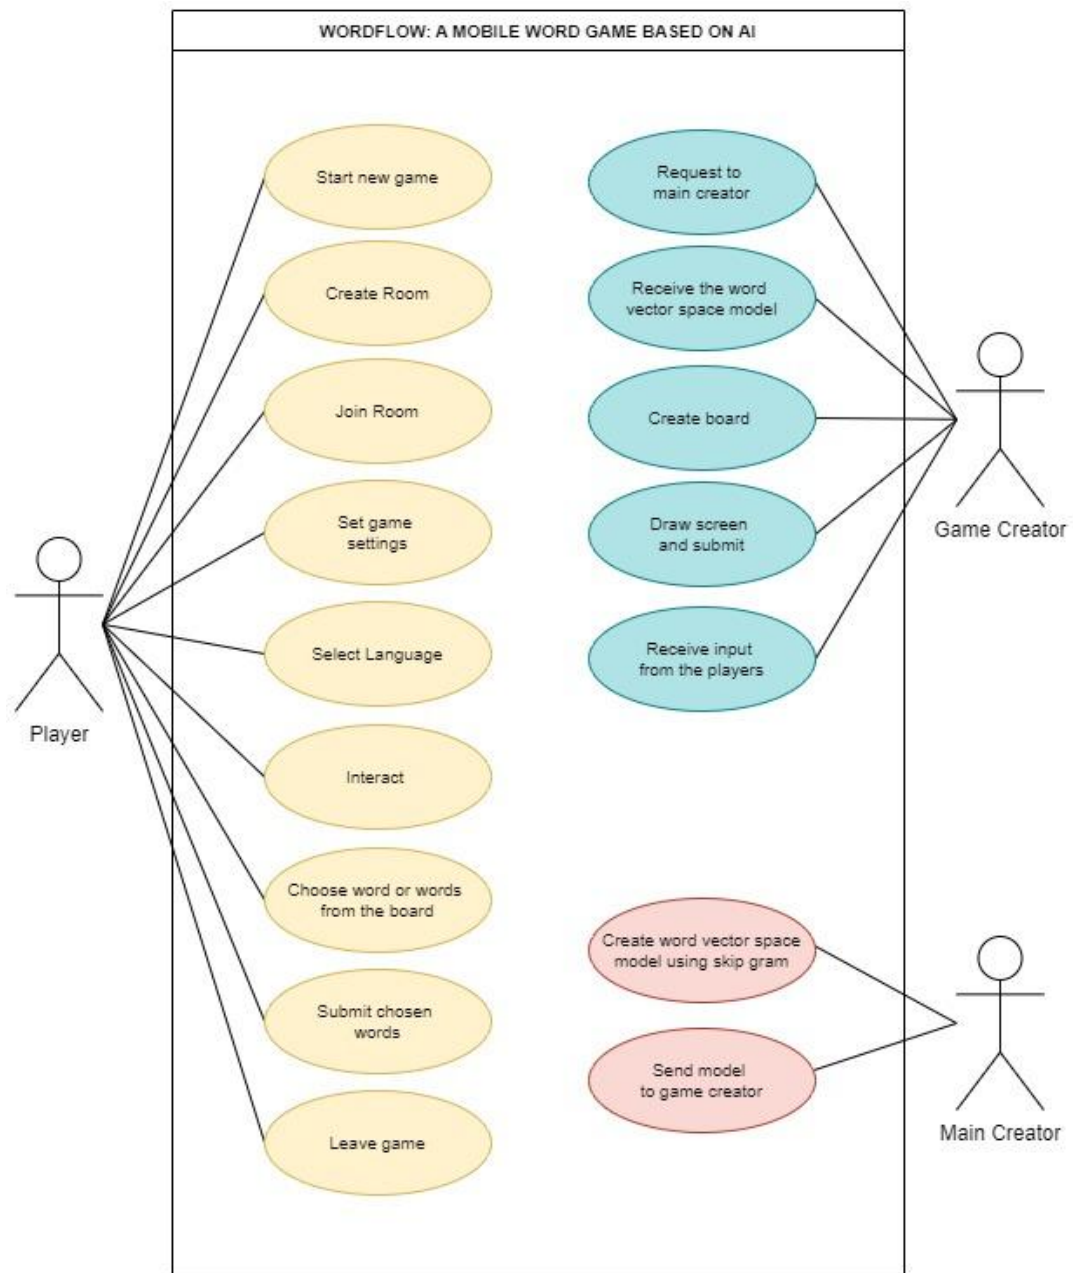 WORDFLOW: A MOBILE WORD GAME BASED ON AI
Start new game
Create Room
Join Room
Set game
settings
Select Language
Interact
Choose word or words
from the board
Submit chosen
words
Leave game
Player
Request to
main creator
Receive the word
vector space model
Create board
Draw screen
and submit
Receive input
from the players
Game Creator
Create word vector space
model using skip gram
Send model
to game creator
Main Creator